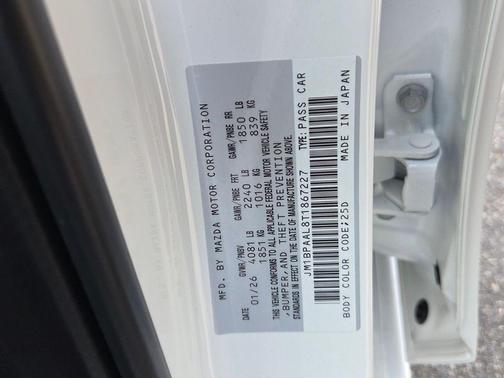 MFD. BY MAZDA MOTOR CORPORATION
DATE GVWR/PNBV GAWR/PNBE FRT GAWR/PNBE RR
01/26 4081 LB 2240 LB 1850 LB
1851 KG 1016 KG 839 KG
THIS VEHICLE CONFORMS TO ALL APPLICABLE FEDERAL MOTOR VEHICLE SAFETY
,BUMPER,AND THEFT PREVENTION
STANDARDS IN EFFECT ON THE DATE OF MANUFACTURE SHOWN ABOVE.
JM1BPAAL8T1867227 TYPE:PASS CAR
BODY COLOR CODE;25D MADE IN JAPAN